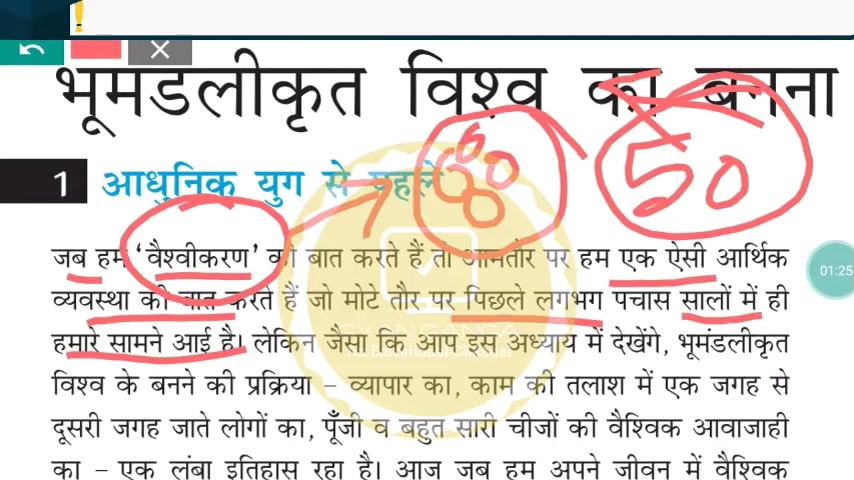 भूमंडलीकृत विश्व का बनना
50
1 आधुनिक युग से पहले
01:25
जब हम ‘वैश्वीकरण’ की बात करते हैं तो आमतौर पर हम एक ऐसी आर्थिक
व्यवस्था की बात करते हैं जो मोटे तौर पर पिछले लगभग पचास सालों में ही
हमारे सामने आई है। लेकिन जैसा कि आप इस अध्याय में देखेंगे, भूमंडलीकृत
विश्व के बनने की प्रक्रिया – व्यापार का, काम की तलाश में एक जगह से
दूसरी जगह जाते लोगों का, पूँजी व बहुत सारी चीजों की वैश्विक आवाजाही
का – एक लंबा इतिहास रहा है। आज जब हम अपने जीवन में वैश्विक